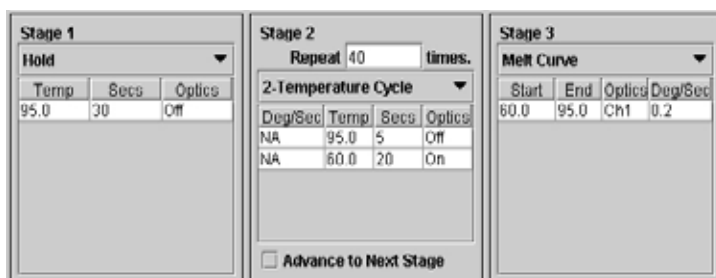 Stage 1
Hold
Temp Secs Optics
95.0 30 Off
Stage 2
Repeat 40 times.
2-Temperature Cycle
Deg/Sec Temp Secs Optics
NA 95.0 5 Off
NA 60.0 20 On
Advance to Next Stage
Stage 3
Melt Curve
Start End Optics Deg/Sec
60.0 95.0 Ch1 0.2